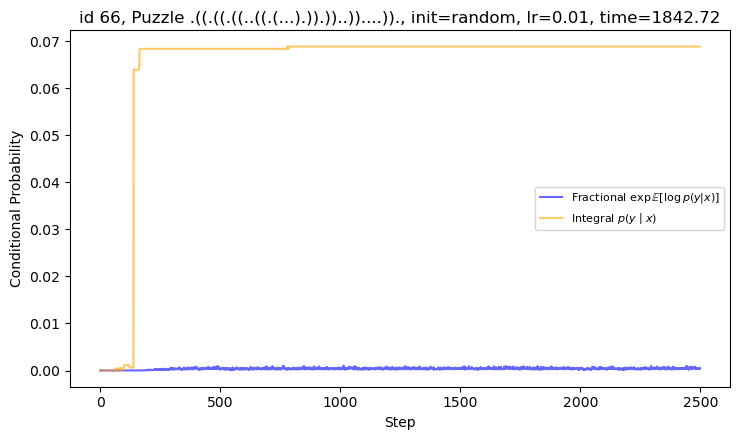 id 66, Puzzle .((.((.((..((.(...).)).))..))....))., init=random, lr=0.01, time=1842.72
0.07
0.06
0.05
0.04
0.03
0.02
0.01
0.00
Conditional Probability
Fractional exp𝔼[log p(y|x)]
Integral p(y | x)
0
500
1000
1500
2000
2500
Step